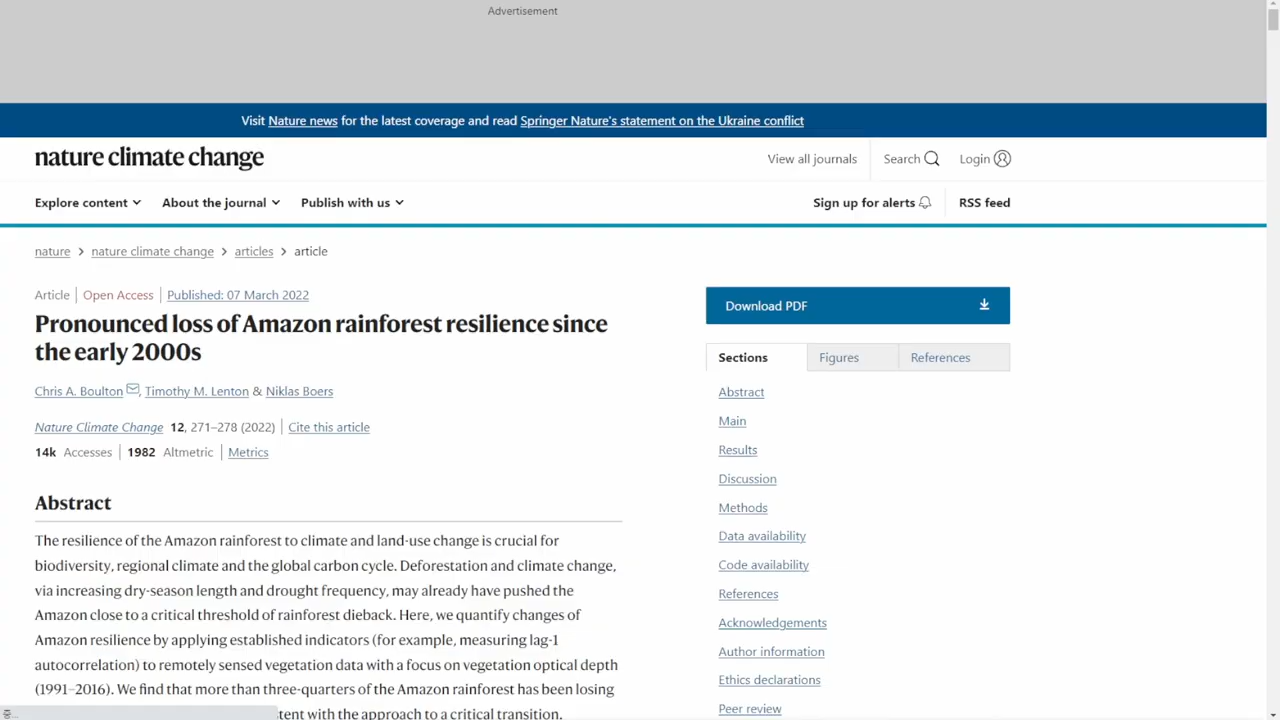 Advertisement
Visit Nature news for the latest coverage and read Springer Nature's statement on the Ukraine conflict
nature climate change
View all journals
Search
Login
Explore content
About the journal
Publish with us
Sign up for alerts
RSS feed
nature > nature climate change > articles > article
Article | Open Access | Published: 07 March 2022
Pronounced loss of Amazon rainforest resilience since
the early 2000s
Chris A. Boulton, Timothy M. Lenton & Niklas Boers
Nature Climate Change 12, 271–278 (2022) | Cite this article
14k Accesses | 1982 Altmetric | Metrics
Abstract
The resilience of the Amazon rainforest to climate and land-use change is crucial for
biodiversity, regional climate and the global carbon cycle. Deforestation and climate change,
via increasing dry-season length and drought frequency, may already have pushed the
Amazon close to a critical threshold of rainforest dieback. Here, we quantify changes of
Amazon resilience by applying established indicators (for example, measuring lag-1
autocorrelation) to remotely sensed vegetation data with a focus on vegetation optical depth
(1991–2016). We find that more than three-quarters of the Amazon rainforest has been losing
with the approach to a critical transition.
Download PDF
Sections
Figures
References
Abstract
Main
Results
Discussion
Methods
Data availability
Code availability
References
Acknowledgements
Author information
Ethics declarations
Peer review